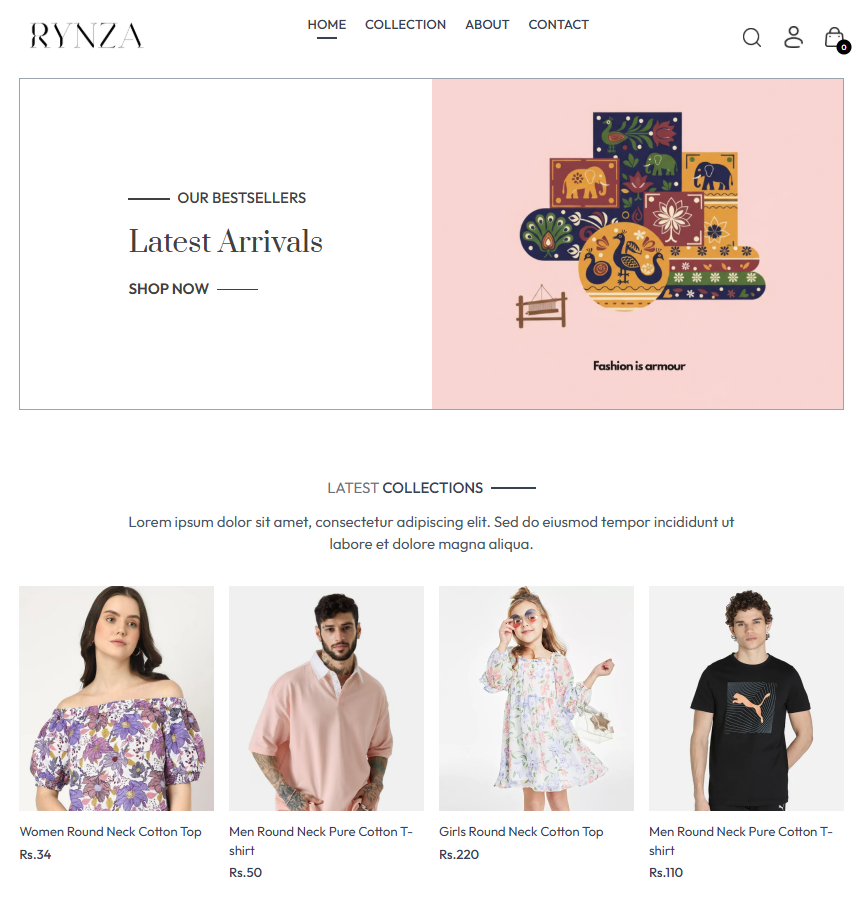 RYNZA
HOME COLLECTION ABOUT CONTACT
0
OUR BESTSELLERS
Latest Arrivals
SHOP NOW
Fashion is armour
LATEST COLLECTIONS
Lorem ipsum dolor sit amet, consectetur adipiscing elit. Sed do eiusmod tempor incididunt ut
labore et dolore magna aliqua.
Women Round Neck Cotton Top
Rs.34
Men Round Neck Pure Cotton T-
shirt
Rs.50
Girls Round Neck Cotton Top
Rs.220
Men Round Neck Pure Cotton T-
shirt
Rs.110